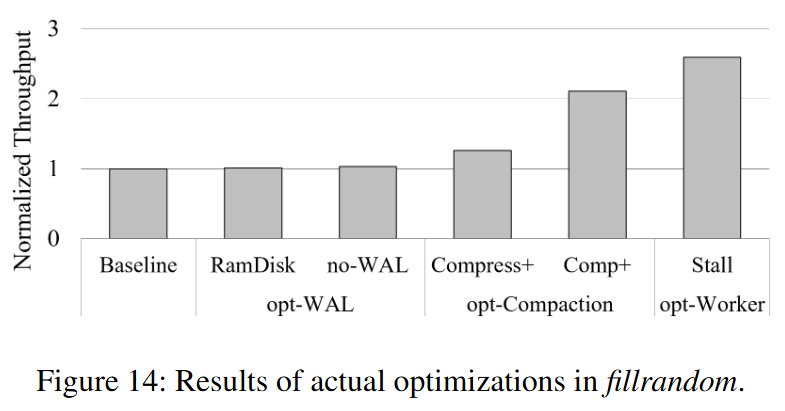 Normalized Throughput
3
2
1
0
Baseline RamDisk no-WAL Compress+ Comp+ Stall
opt-WAL opt-Compaction opt-Worker
Figure 14: Results of actual optimizations in fillrandom.